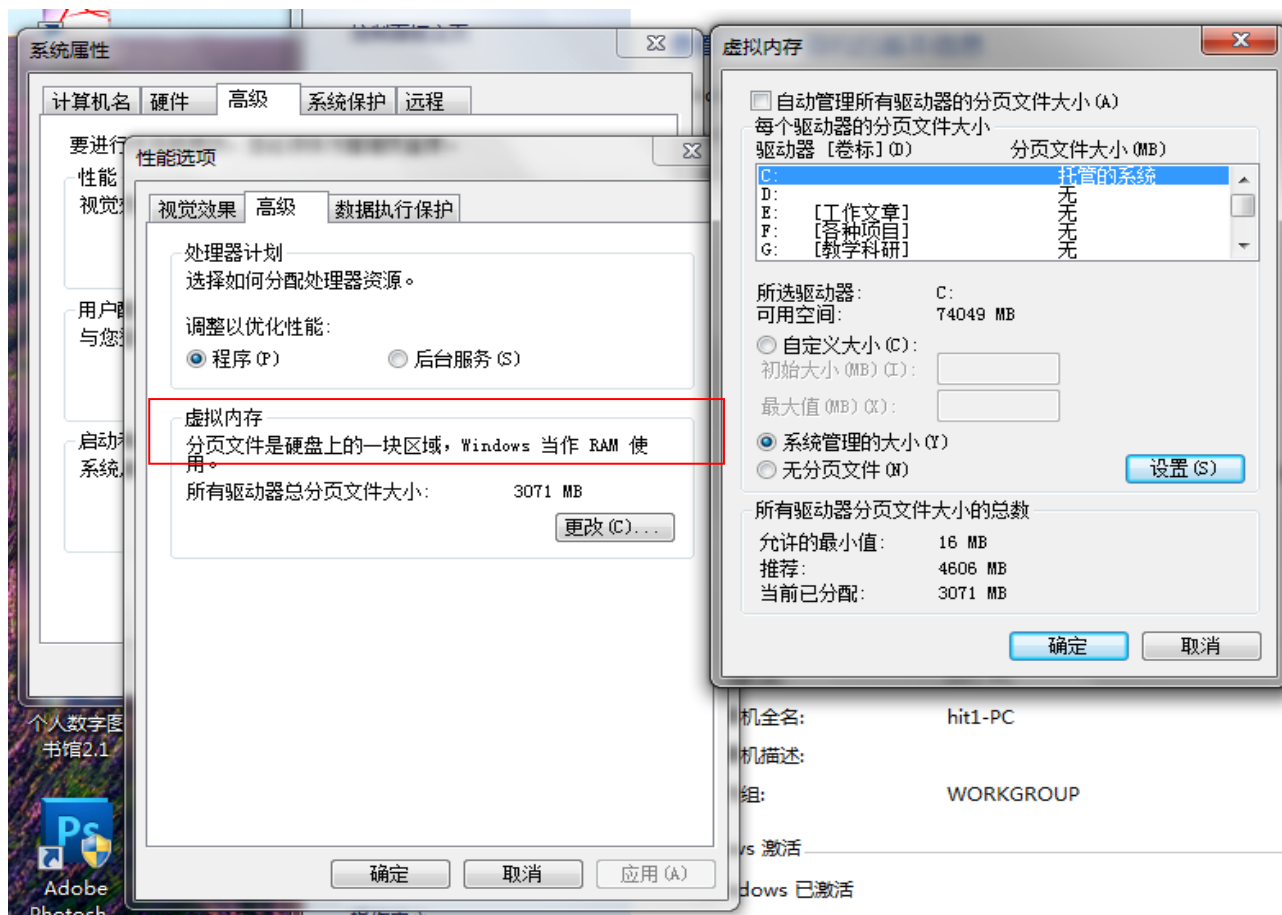 系统属性
计算机名 硬件 高级 系统保护 远程
要进行
性能
视觉
用户
与您
启动
系统
性能选项
视觉效果 高级 数据执行保护
处理器计划
选择如何分配处理器资源。
调整以优化性能:
程序(P) 后台服务(S)
虚拟内存
分页文件是硬盘上的一块区域，Windows 当作 RAM 使
用。
所有驱动器总分页文件大小: 3071 MB
更改(C)...
确定 取消 应用(A)
虚拟内存
自动管理所有驱动器的分页文件大小(A)
每个驱动器的分页文件大小
驱动器 [卷标](D) 分页文件大小(MB)
C: 托管的系统
D: 无
E: [工作文章] 无
F: [各种项目] 无
G: [教学科研] 无
所选驱动器: C:
可用空间: 74049 MB
自定义大小(C):
初始大小(MB)(I):
最大值(MB)(X):
系统管理的大小(Y)
无分页文件(N) 设置(S)
所有驱动器分页文件大小的总数
允许的最小值: 16 MB
推荐: 4606 MB
当前已分配: 3071 MB
确定 取消
机全名: hit1-PC
机描述:
组: WORKGROUP
激活
dows 已激活
个人数字图
书馆2.1
Ps
Adobe
Photosh